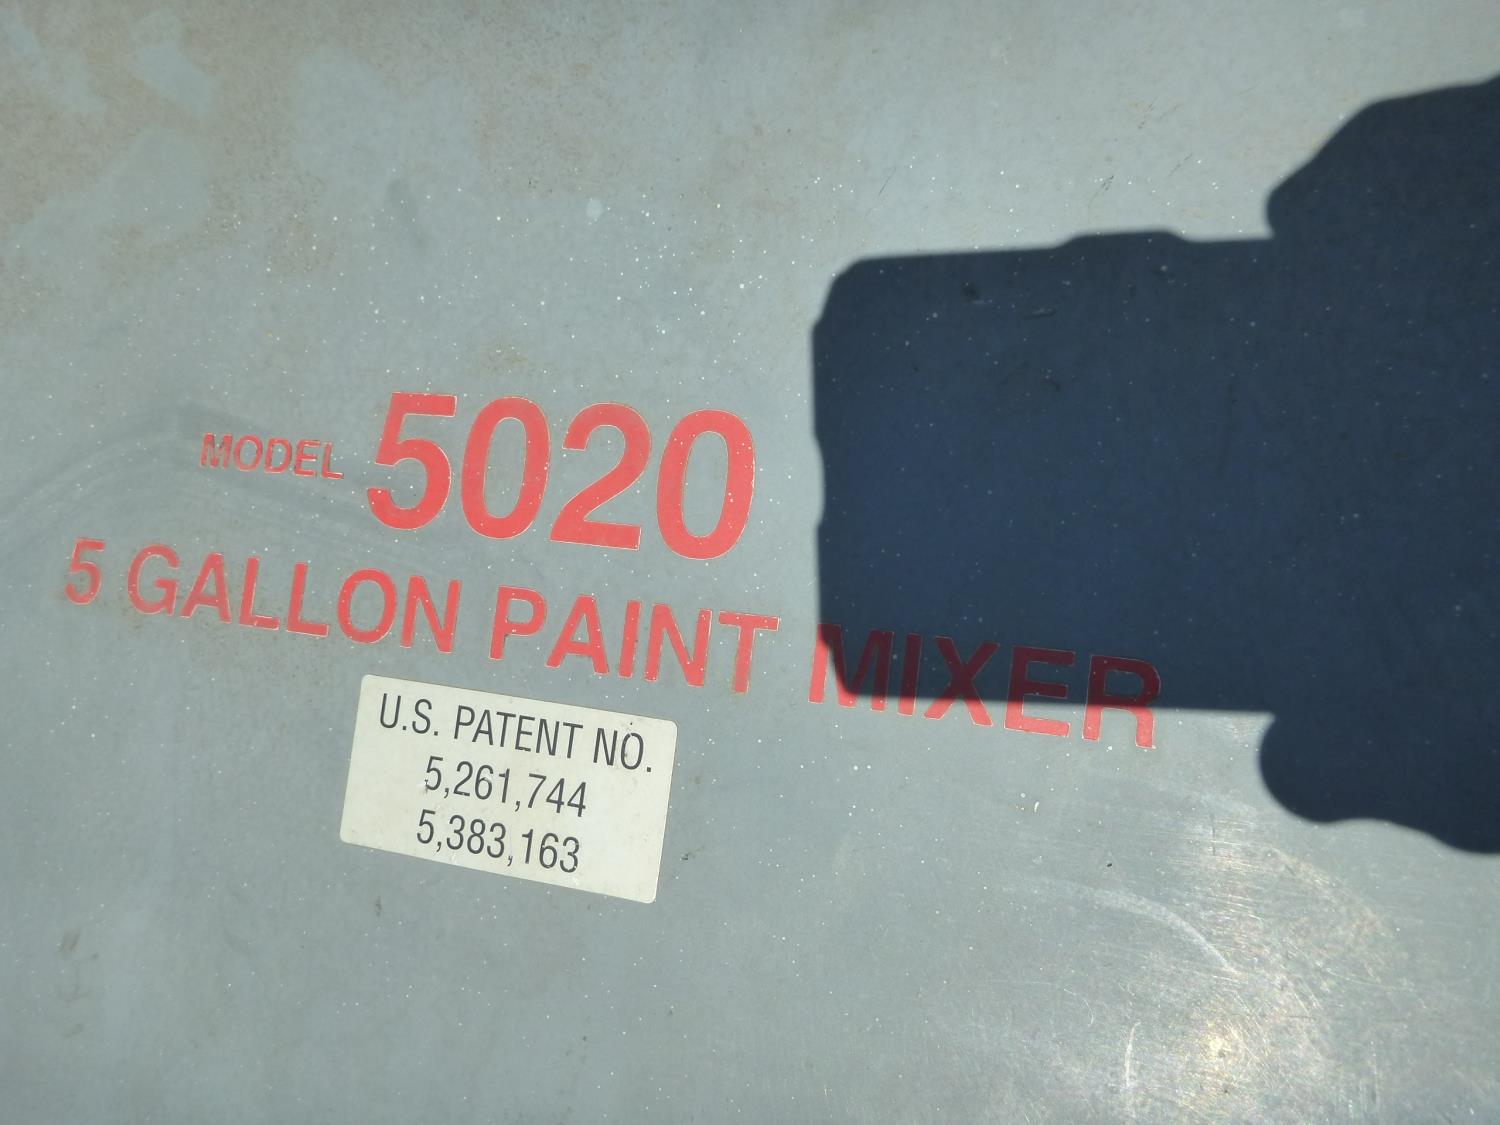 MODEL 5020
5 GALLON PAINT MIXER
U.S. PATENT NO.
5,261,744
5,383,163